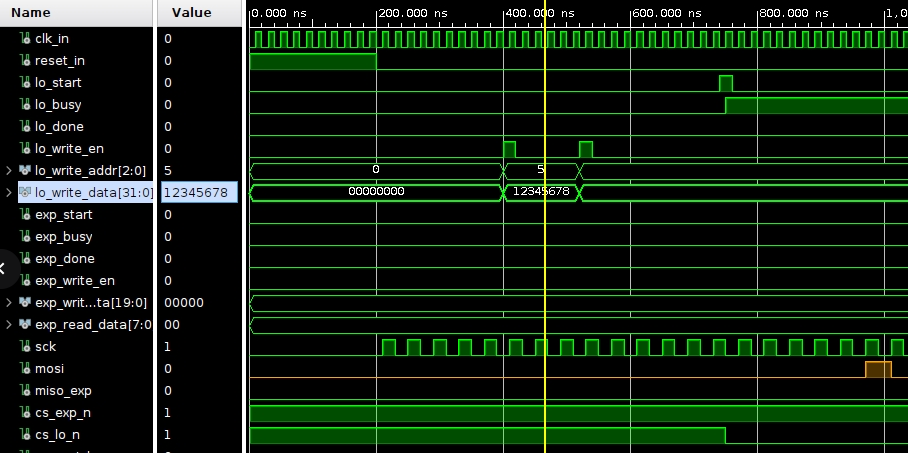 Name Value 0.000 ns 200.000 ns 400.000 ns 600.000 ns 800.000 ns 1,0
clk_in 0
reset_in 0
lo_start 0
lo_busy 0
lo_done 0
lo_write_en 0
lo_write_addr[2:0] 5 0 5
lo_write_data[31:0] 12345678 00000000 12345678
exp_start 0
exp_busy 0
exp_done 0
exp_write_en 0
exp_writ...ta[19:0] 00000
exp_read_data[7:0 00
sck 1
mosi 0
miso_exp 0
cs_exp_n 1
cs_lo_n 1